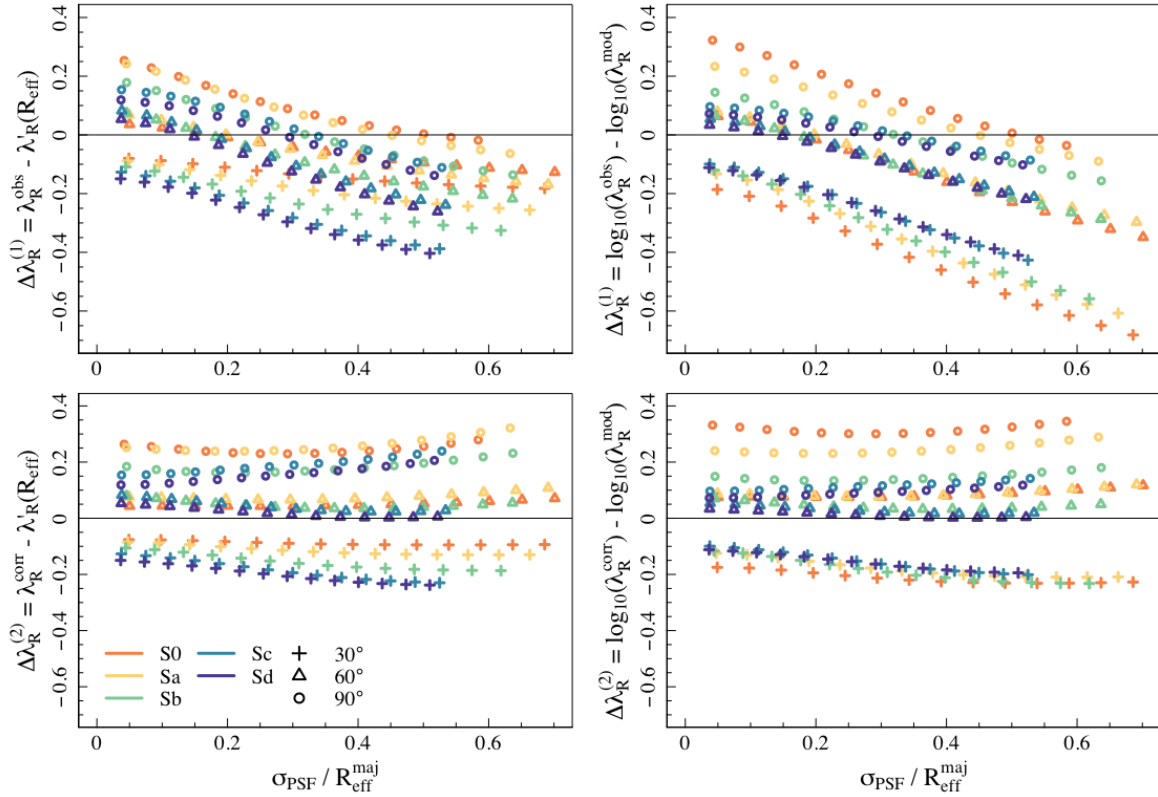 Δλ_R^(1) = λ_R^obs - λ'_R(R_eff)
0.4
0.2
0
- 0.2
- 0.4
- 0.6
0 0.2 0.4 0.6
Δλ_R^(1) = log₁₀(λ_R^obs) - log₁₀(λ_R^mod)
0.4
0.2
0
- 0.2
- 0.4
- 0.6
0 0.2 0.4 0.6
Δλ_R^(2) = λ_R^corr - λ'_R(R_eff)
0.4
0.2
0
- 0.2
- 0.4
- 0.6
S0 Sc 30°
Sa Sd 60°
Sb 90°
0 0.2 0.4 0.6
σ_PSF / R_eff^maj
Δλ_R^(2) = log₁₀(λ_R^corr) - log₁₀(λ_R^mod)
0.4
0.2
0
- 0.2
- 0.4
- 0.6
0 0.2 0.4 0.6
σ_PSF / R_eff^maj